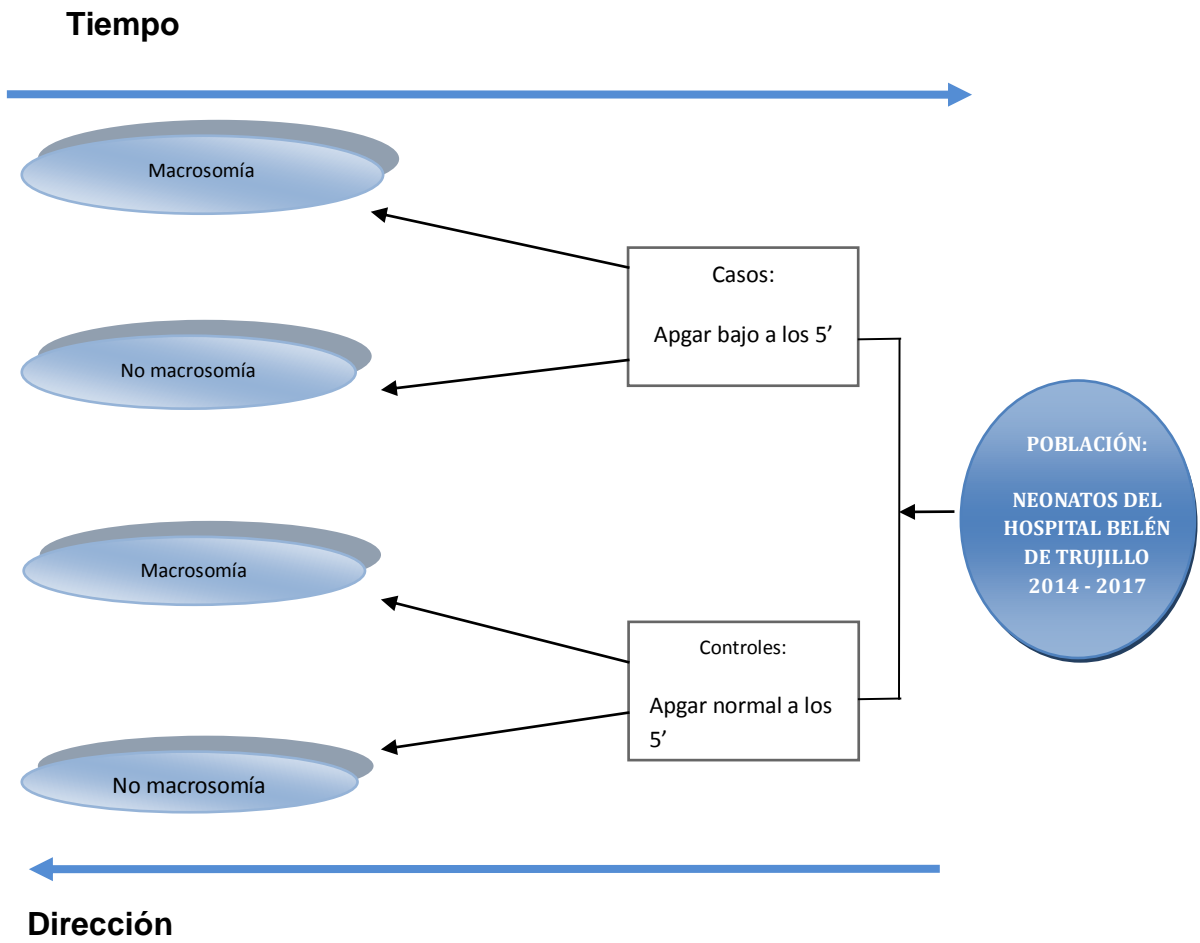 Tiempo
Macrosomía
Casos:
Apgar bajo a los 5’
No macrosomía
POBLACIÓN:
NEONATOS DEL
HOSPITAL BELÉN
DE TRUJILLO
2014 - 2017
Macrosomía
Controles:
Apgar normal a los
5’
No macrosomía
Dirección